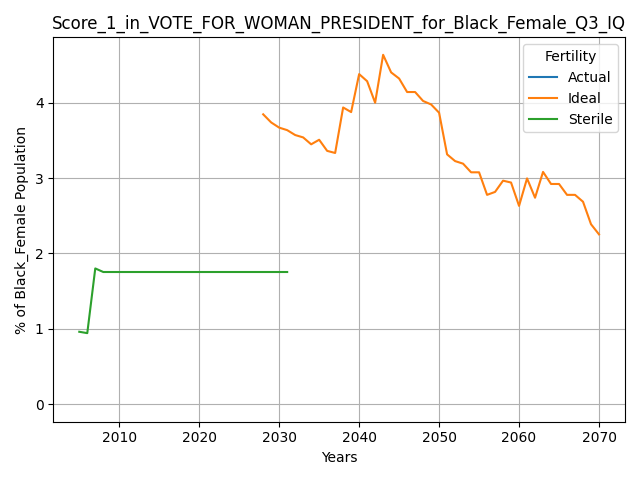 Score_1_in_VOTE_FOR_WOMAN_PRESIDENT_for_Black_Female_Q3_IQ
Fertility
Actual
Ideal
Sterile
% of Black_Female Population
4
3
2
1
0
2010 2020 2030 2040 2050 2060 2070
Years